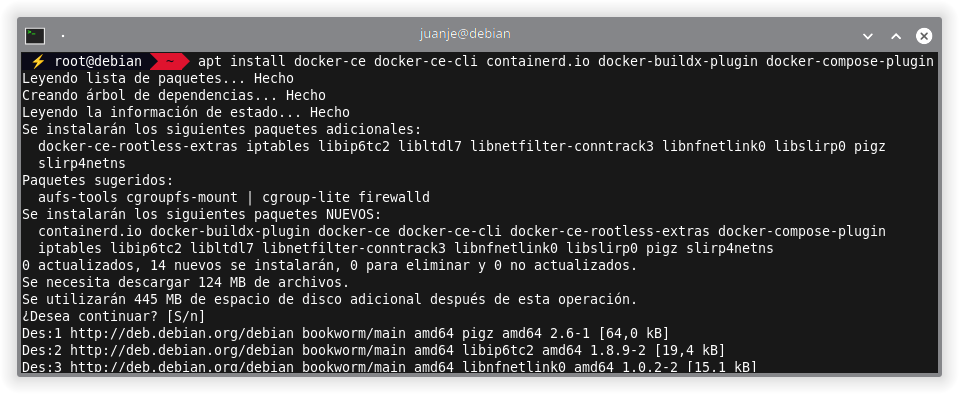 juanje@debian
⚡ root@debian ~ apt install docker-ce docker-ce-cli containerd.io docker-buildx-plugin docker-compose-plugin
Leyendo lista de paquetes... Hecho
Creando árbol de dependencias... Hecho
Leyendo la información de estado... Hecho
Se instalarán los siguientes paquetes adicionales:
  docker-ce-rootless-extras iptables libip6tc2 libltdl7 libnetfilter-conntrack3 libnfnetlink0 libslirp0 pigz
  slirp4netns
Paquetes sugeridos:
  aufs-tools cgroupfs-mount | cgroup-lite firewalld
Se instalarán los siguientes paquetes NUEVOS:
  containerd.io docker-buildx-plugin docker-ce docker-ce-cli docker-ce-rootless-extras docker-compose-plugin
  iptables libip6tc2 libltdl7 libnetfilter-conntrack3 libnfnetlink0 libslirp0 pigz slirp4netns
0 actualizados, 14 nuevos se instalarán, 0 para eliminar y 0 no actualizados.
Se necesita descargar 124 MB de archivos.
Se utilizarán 445 MB de espacio de disco adicional después de esta operación.
¿Desea continuar? [S/n]
Des:1 http://deb.debian.org/debian bookworm/main amd64 pigz amd64 2.6-1 [64,0 kB]
Des:2 http://deb.debian.org/debian bookworm/main amd64 libip6tc2 amd64 1.8.9-2 [19,4 kB]
Des:3 http://deb.debian.org/debian bookworm/main amd64 libnfnetlink0 amd64 1.0.2-2 [15,1 kB]